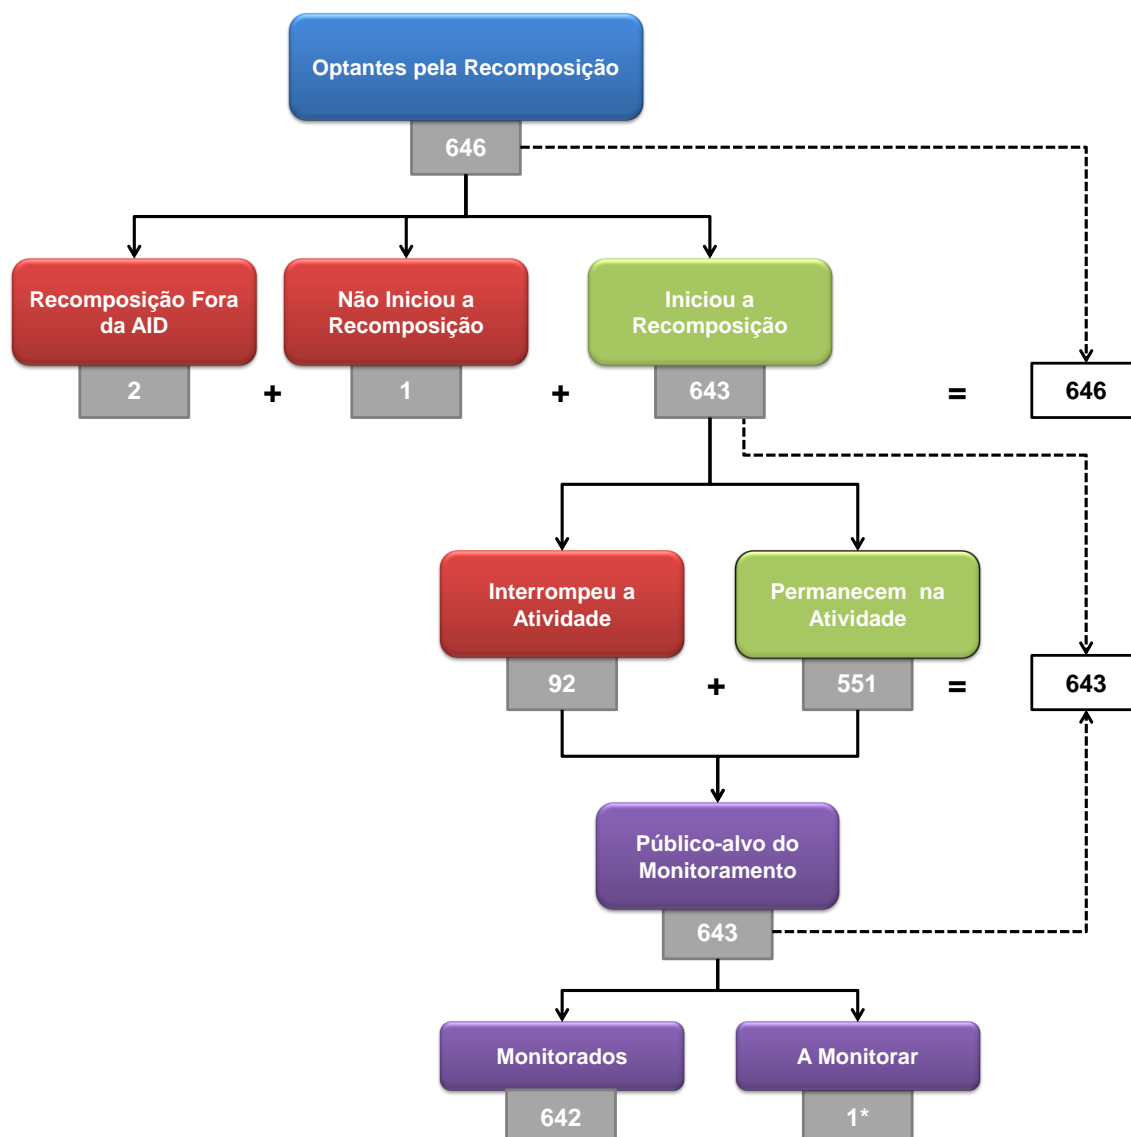 Optantes pela Recomposição
646
Recomposição Fora
da AID
Não Iniciou a
Recomposição
Iniciou a
Recomposição
2
+
1
+
643
=
646
Interrompeu a
Atividade
Permanecem na
Atividade
92
+
551
=
643
Público-alvo do
Monitoramento
643
Monitorados
A Monitorar
642
1*